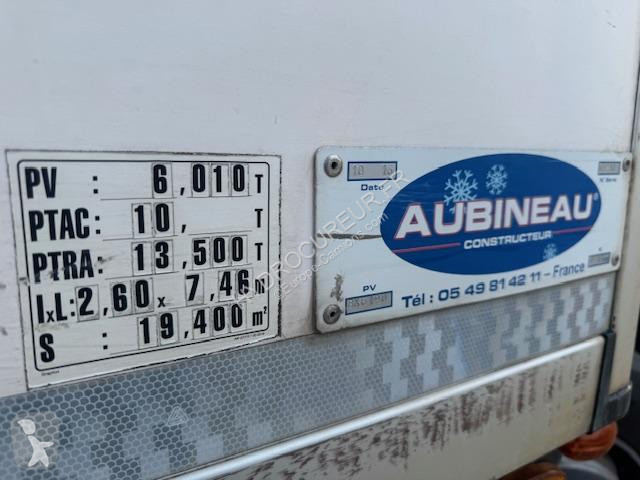 PV : 6,010 T
PTAC: 10, T
PTRA: 13,500 T
IxL: 2,60 x 7,46 m
S : 19,400 m²
Date
N° Série
AUBINEAU
CONSTRUCTEUR
PV
Tél : 05 49 81 42 11 - France